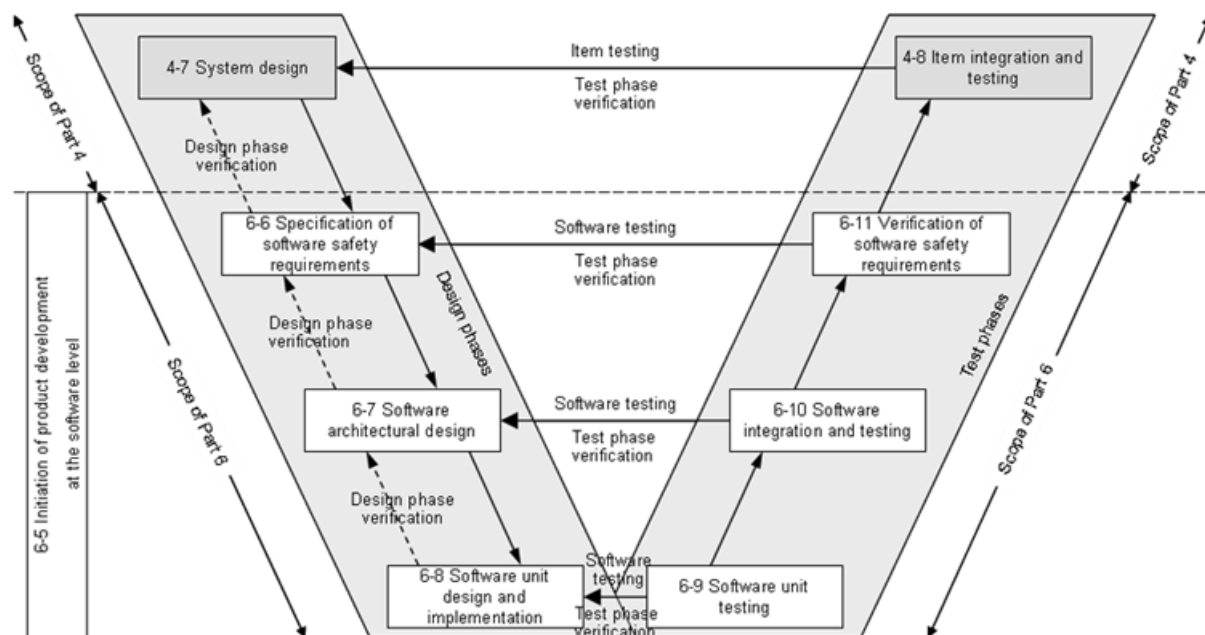 Scope of Part 4
4-7 System design
Item testing
Test phase
verification
4-8 Item integration and
testing
Scope of Part 4
Design phase
verification
6-6 Specification of
software safety
requirements
Software testing
Test phase
verification
6-11 Verification of
software safety
requirements
Design phases
Test phases
Design phase
verification
6-5 Initiation of product development
at the software level
Scope of Part 6
6-7 Software
architectural design
Software testing
Test phase
verification
6-10 Software
integration and testing
Scope of Part 6
Design phase
verification
6-8 Software unit
design and
implementation
Software
testing
Test phase
verification
6-9 Software unit
testing